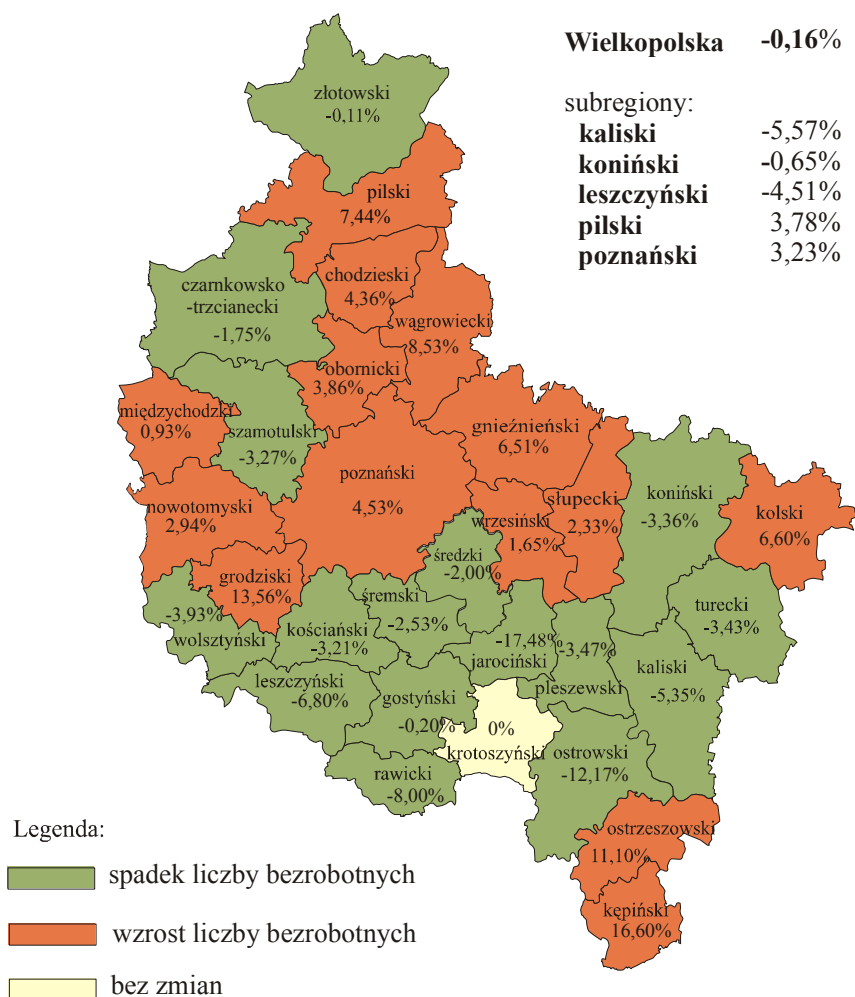 Wielkopolska -0,16%
subregiony:
kaliski -5,57%
koniński -0,65%
leszczyński -4,51%
pilski 3,78%
poznański 3,23%
złotowski
-0,11%
pilski
7,44%
chodzieski
4,36%
czarnkowsko
-trzcianecki
-1,75%
wągrowiecki
8,53%
obornicki
3,86%
międzychodzki
0,93%
szamotulski
-3,27%
gnieźnieński
6,51%
poznański
4,53%
słupecki
2,33%
koniński
-3,36%
kolski
6,60%
nowotomyski
2,94%
wrzesiński
1,65%
średzki
-2,00%
grodziski
13,56%
śremski
-2,53%
turecki
-3,43%
-3,93%
wolsztyński
kościański
-3,21%
-17,48%
jarociński
-3,47%
pleszewski
kaliski
-5,35%
leszczyński
-6,80%
gostyński
-0,20%
0%
krotoszyński
ostrowski
-12,17%
rawicki
-8,00%
ostrzeszowski
11,10%
kępiński
16,60%
Legenda:
spadek liczby bezrobotnych
wzrost liczby bezrobotnych
bez zmian